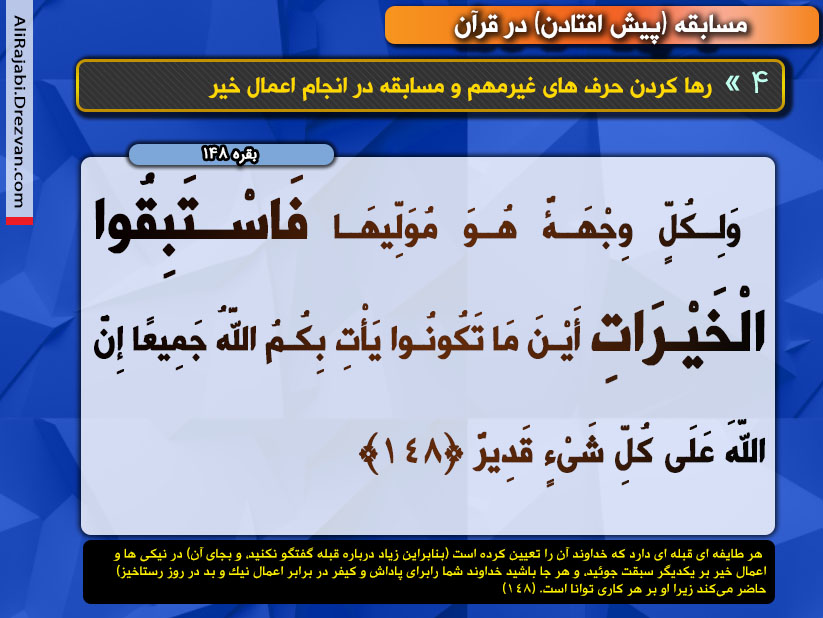 مسابقه (پیش افتادن) در قرآن
۴ » رها کردن حرف های غیرمهم و مسابقه در انجام اعمال خیر
بقره ۱۴۸
وَلِكُلٍّ وِجْهَةٌ هُوَ مُوَلِّيهَا فَاسْتَبِقُوا
الْخَيْرَاتِ أَيْنَ مَا تَكُونُوا يَأْتِ بِكُمُ اللَّهُ جَمِيعًا إِنَّ
اللَّهَ عَلَى كُلِّ شَيْءٍ قَدِيرٌ ﴿١٤٨﴾
هر طایفه ای قبله ای دارد که خداوند آن را تعیین کرده است (بنابراین زیاد درباره قبله گفتگو نکنید، و بجای آن) در نیکی ها و
اعمال خیر بر یکدیگر سبقت جوئید، و هر جا باشید خداوند شما رابرای پاداش و کیفر در برابر اعمال نیك و بد در روز رستاخیز)
حاضر می‌کند زیرا او بر هر کاری توانا است. (۱۴۸)
AliRajabi.Drezvan.com